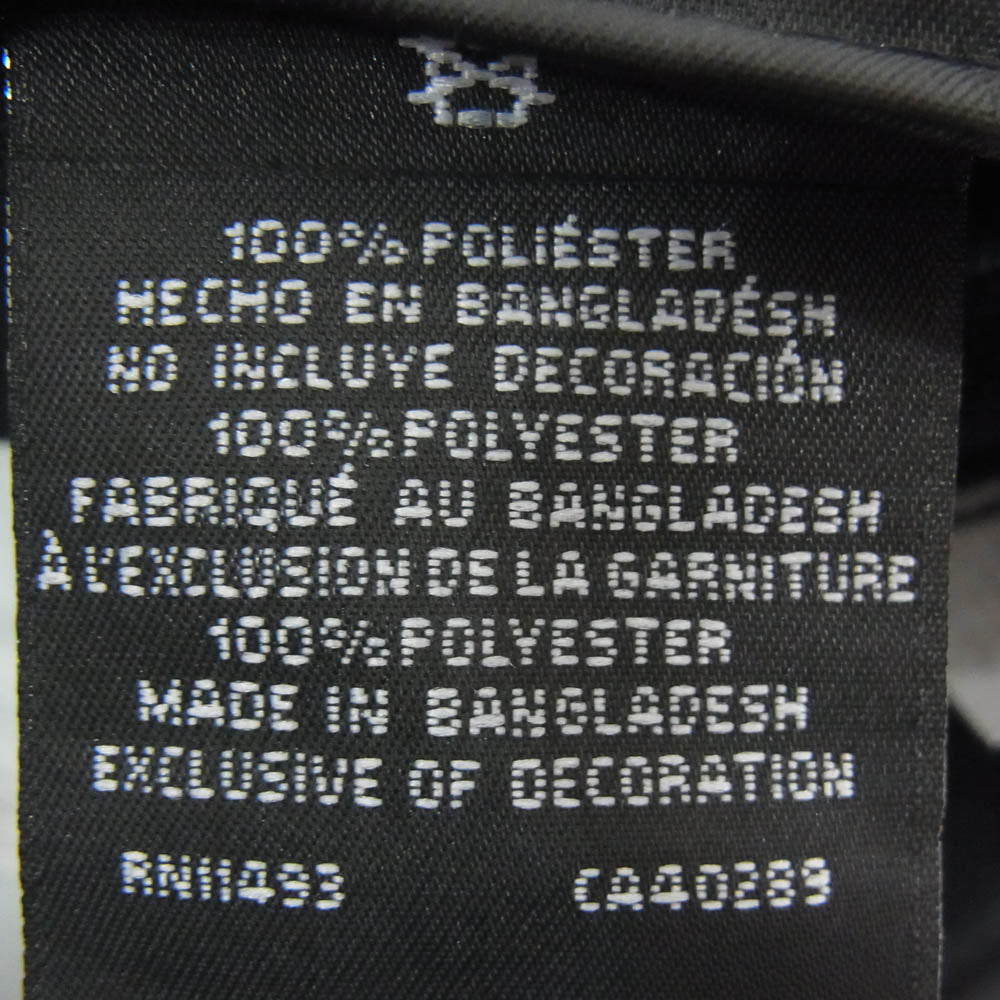 100% POLIÉSTER
HECHO EN BANGLADÉSH
NO INCLUYE DECORACIÓN
100% POLYESTER
FABRIQUÉ AU BANGLADESH
À L'EXCLUSION DE LA GARNITURE
100% POLYESTER
MADE IN BANGLADESH
EXCLUSIVE OF DECORATION
RN11493 CA40289